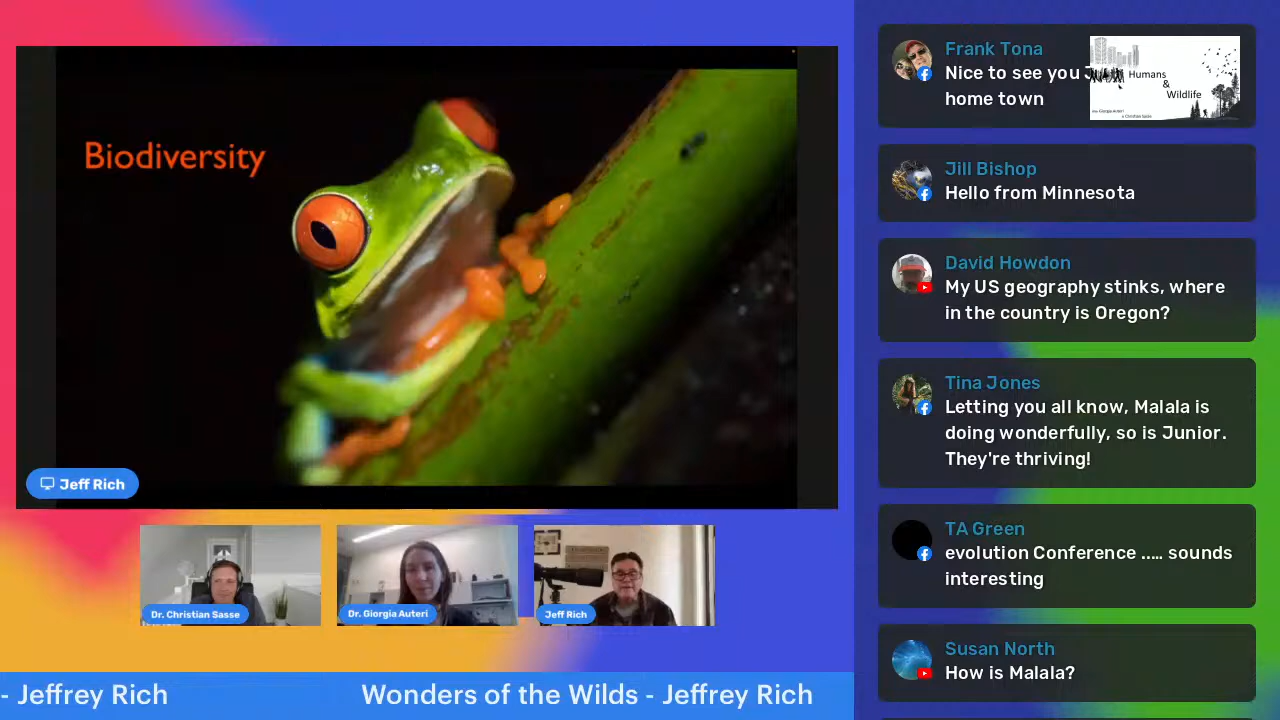 Biodiversity
Jeff Rich
Dr. Christian Sasse
Dr. Giorgia Auteri
Jeff Rich
- Jeffrey Rich
Wonders of the Wilds - Jeffrey Rich
Frank Tona
Nice to see you
home town
Humans
&
Wildlife
Jill Bishop
Hello from Minnesota
David Howdon
My US geography stinks, where
in the country is Oregon?
Tina Jones
Letting you all know, Malala is
doing wonderfully, so is Junior.
They're thriving!
TA Green
evolution Conference ..... sounds
interesting
Susan North
How is Malala?